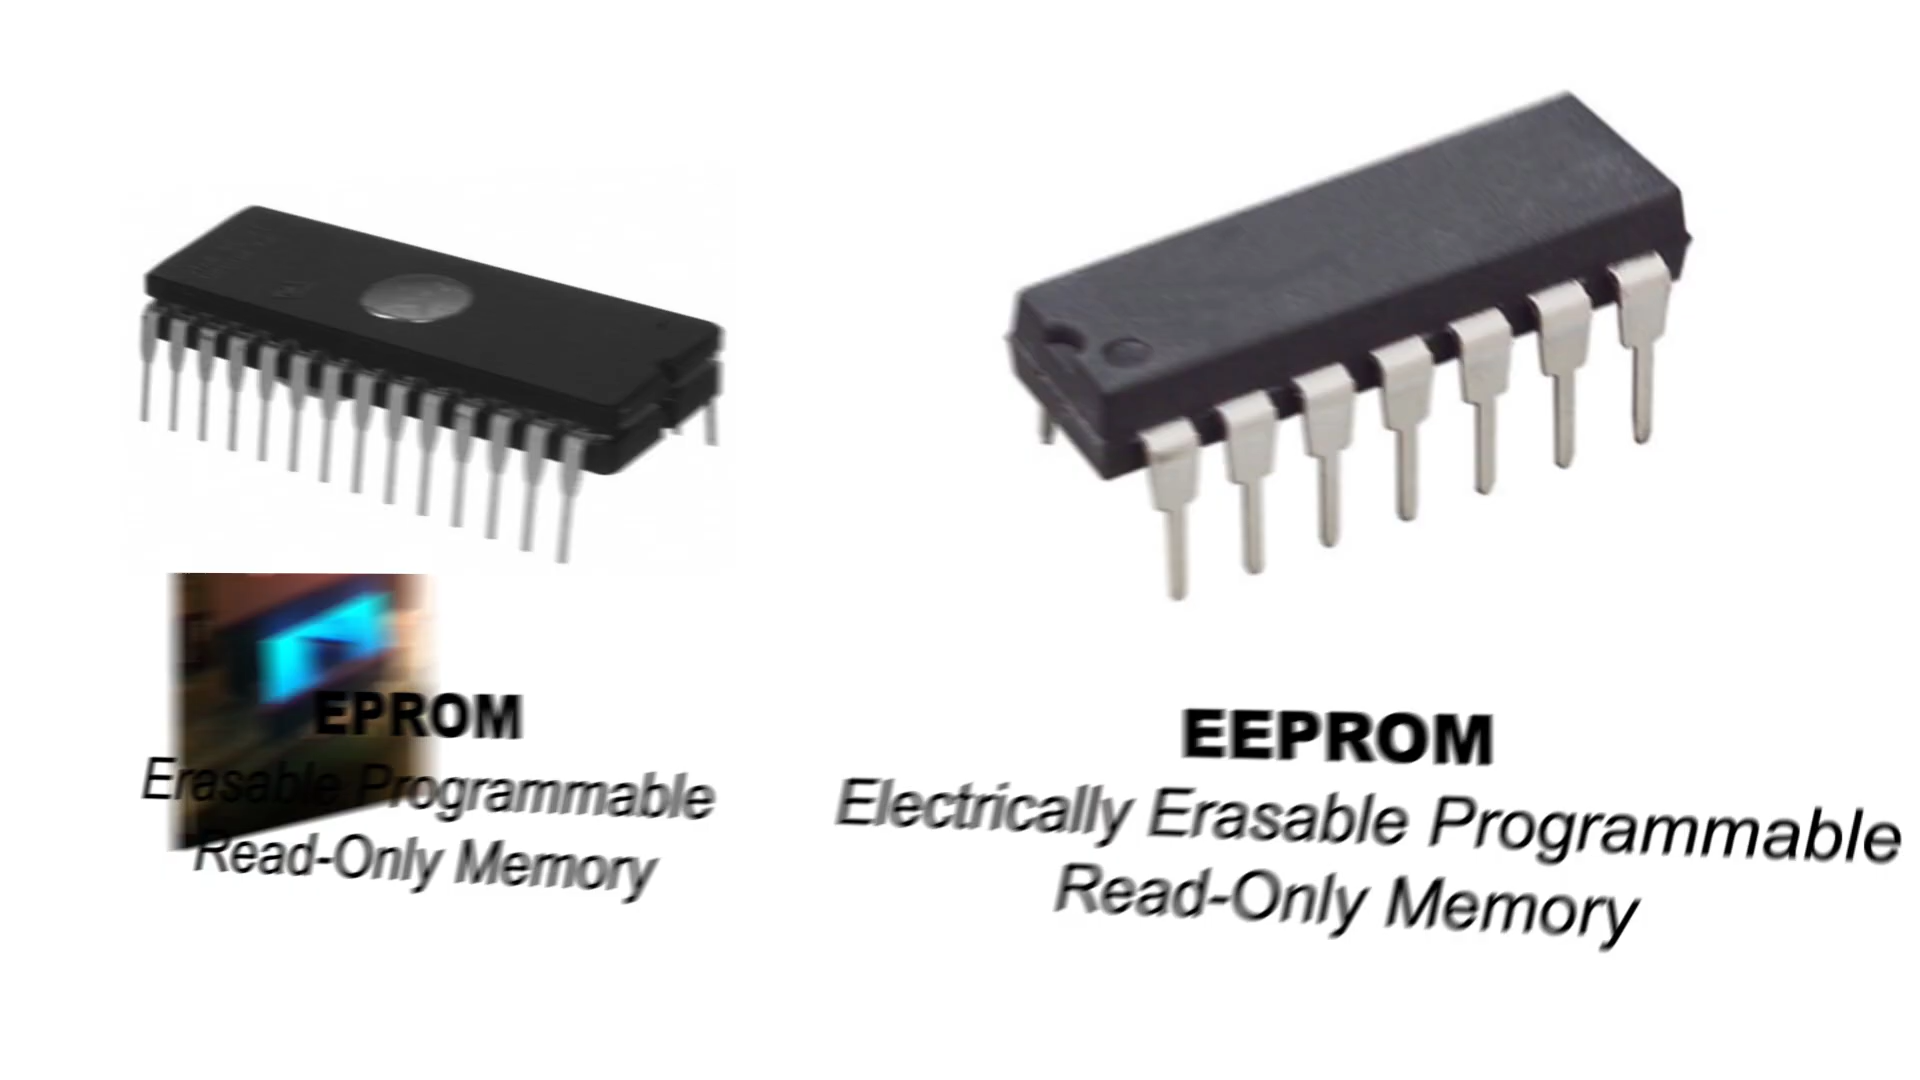 EPROM
Erasable Programmable
Read-Only Memory
EEPROM
Electrically Erasable Programmable
Read-Only Memory